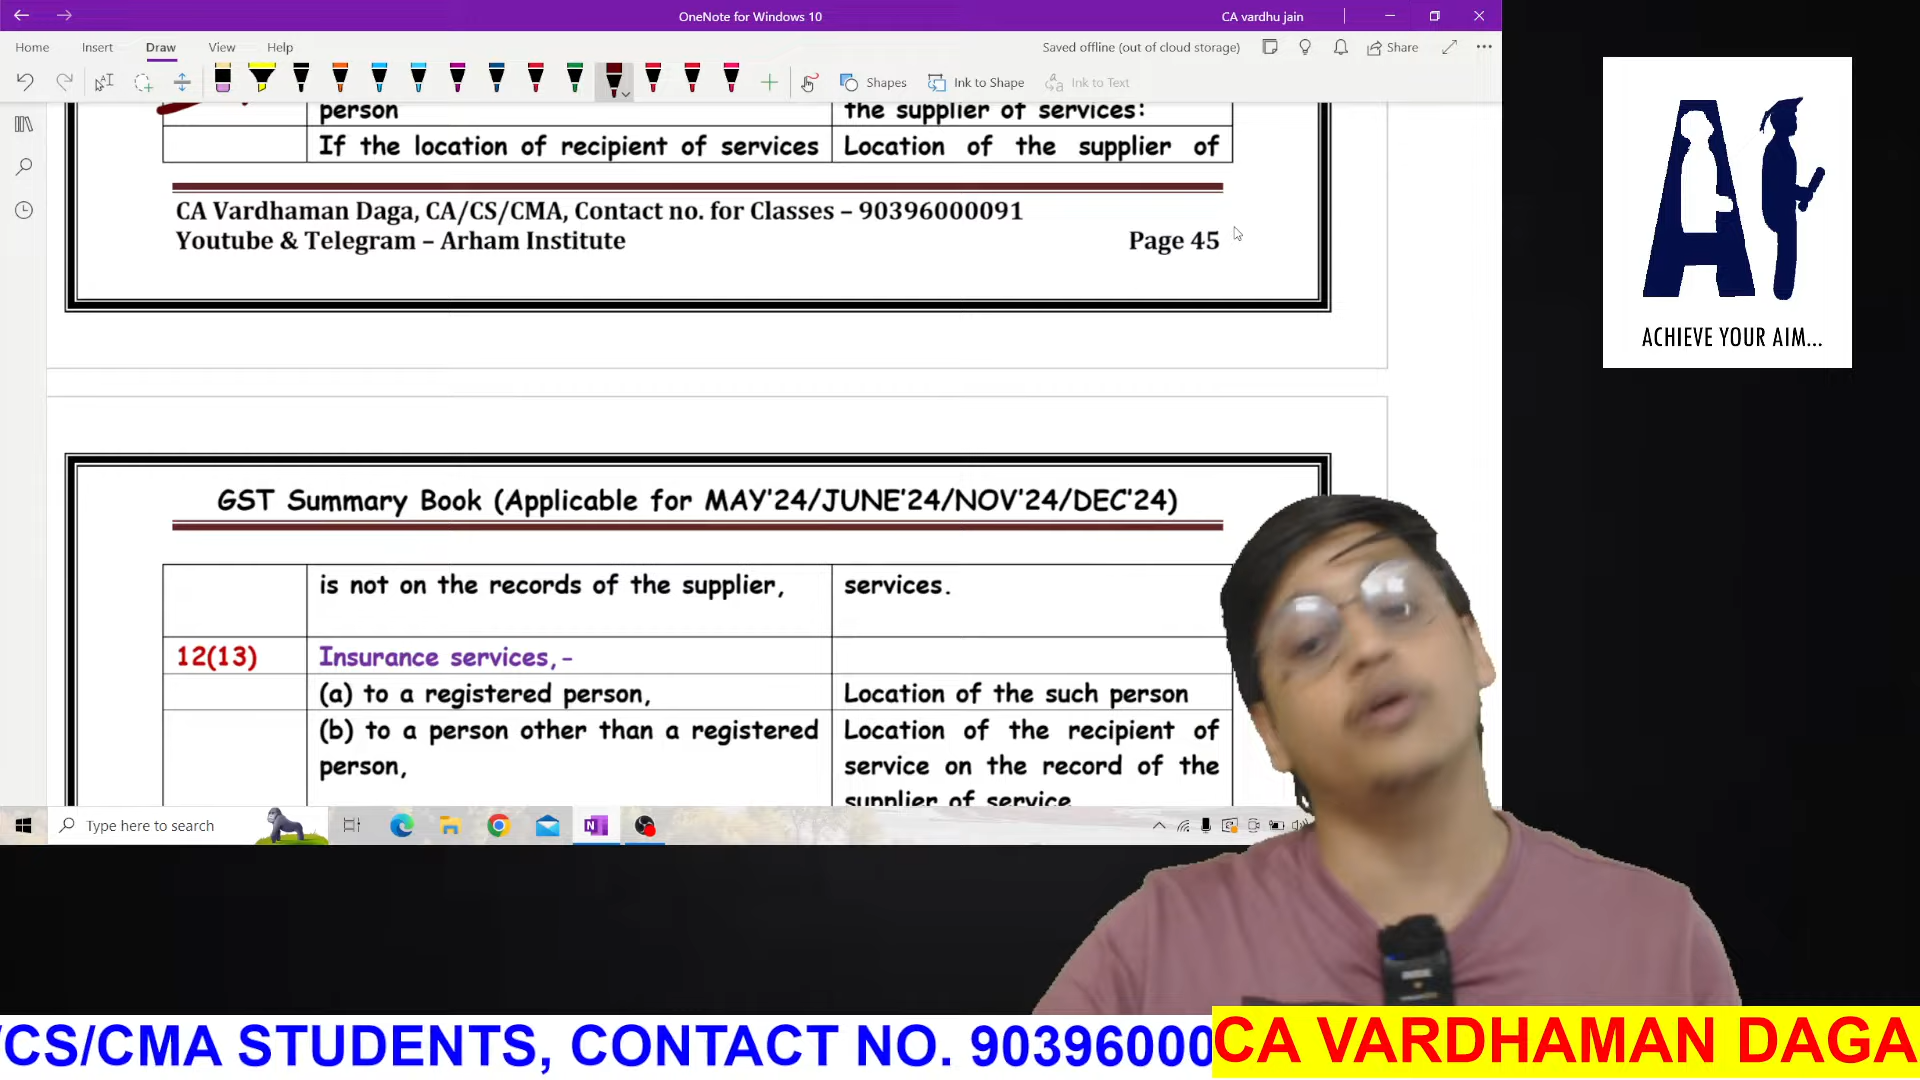 OneNote for Windows 10
CA vardhu jain
Home Insert Draw View Help
Saved offline (out of cloud storage)
Share
Shapes
Ink to Shape
Ink to Text
person
the supplier of services:
If the location of recipient of services
Location of the supplier of
CA Vardhaman Daga, CA/CS/CMA, Contact no. for Classes – 90396000091
Youtube & Telegram – Arham Institute
Page 45
GST Summary Book (Applicable for MAY'24/JUNE'24/NOV'24/DEC'24)
is not on the records of the supplier,
services.
12(13)
Insurance services,-
(a) to a registered person,
Location of the such person
(b) to a person other than a registered
person,
Location of the recipient of
service on the record of the
supplier of service
Type here to search
ACHIEVE YOUR AIM...
/CS/CMA STUDENTS, CONTACT NO. 90396000
CA VARDHAMAN DAGA